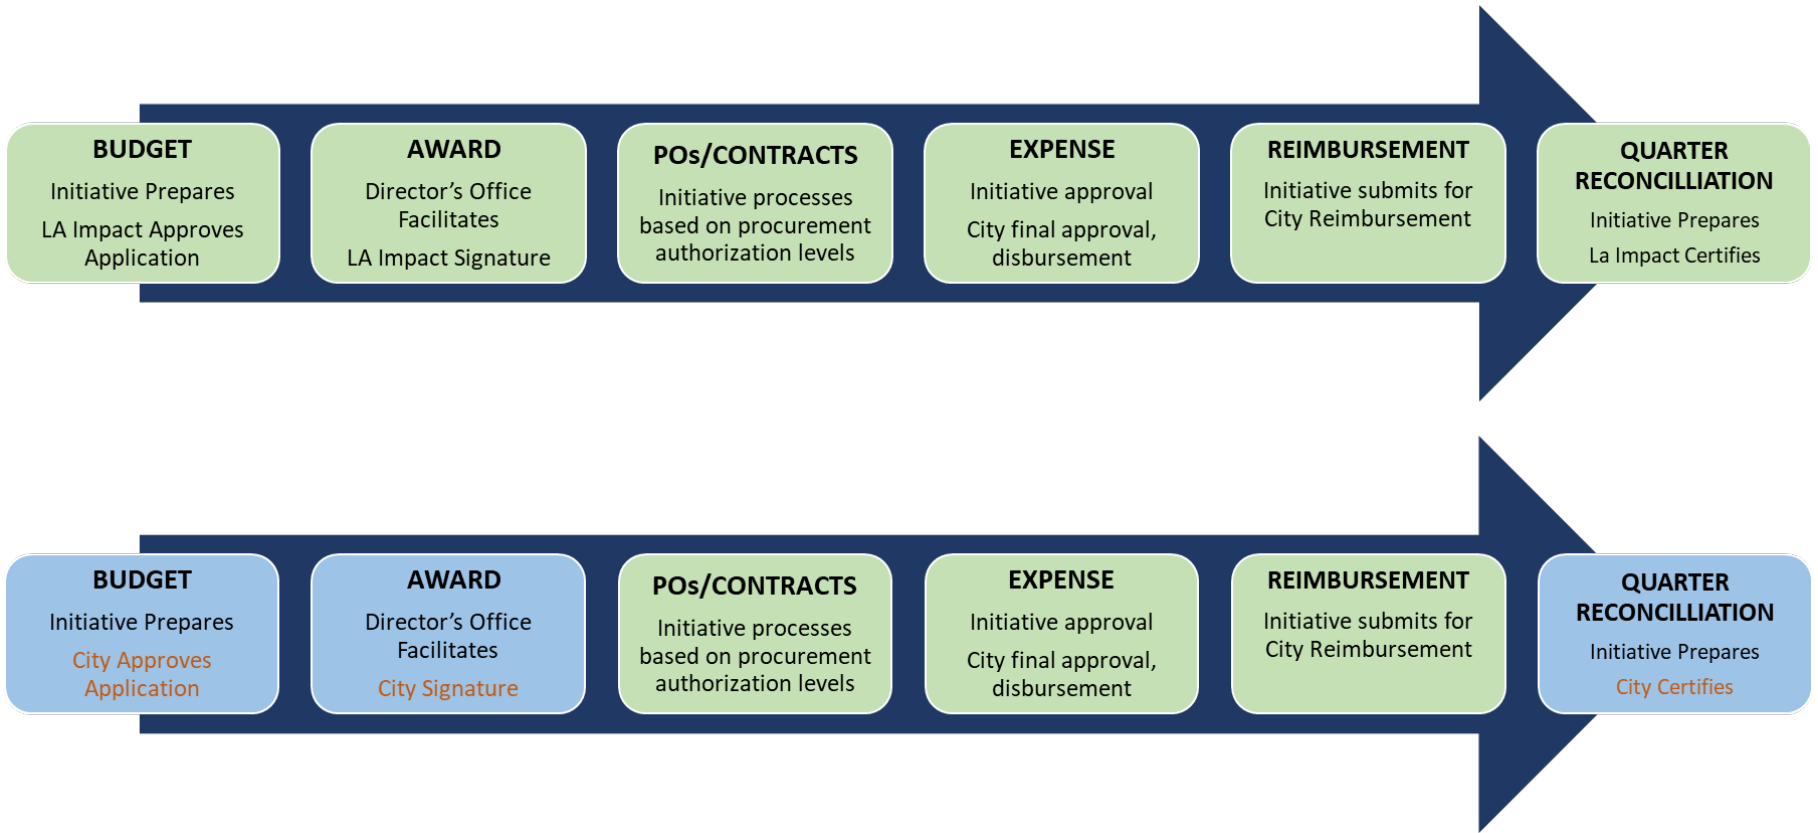 BUDGET
Initiative Prepares
LA Impact Approves
Application
AWARD
Director's Office
Facilitates
LA Impact Signature
POs/CONTRACTS
Initiative processes
based on procurement
authorization levels
EXPENSE
Initiative approval
City final approval,
disbursement
REIMBURSEMENT
Initiative submits for
City Reimbursement
QUARTER
RECONCILLIATION
Initiative Prepares
La Impact Certifies
BUDGET
Initiative Prepares
City Approves
Application
AWARD
Director's Office
Facilitates
City Signature
POs/CONTRACTS
Initiative processes
based on procurement
authorization levels
EXPENSE
Initiative approval
City final approval,
disbursement
REIMBURSEMENT
Initiative submits for
City Reimbursement
QUARTER
RECONCILLIATION
Initiative Prepares
City Certifies